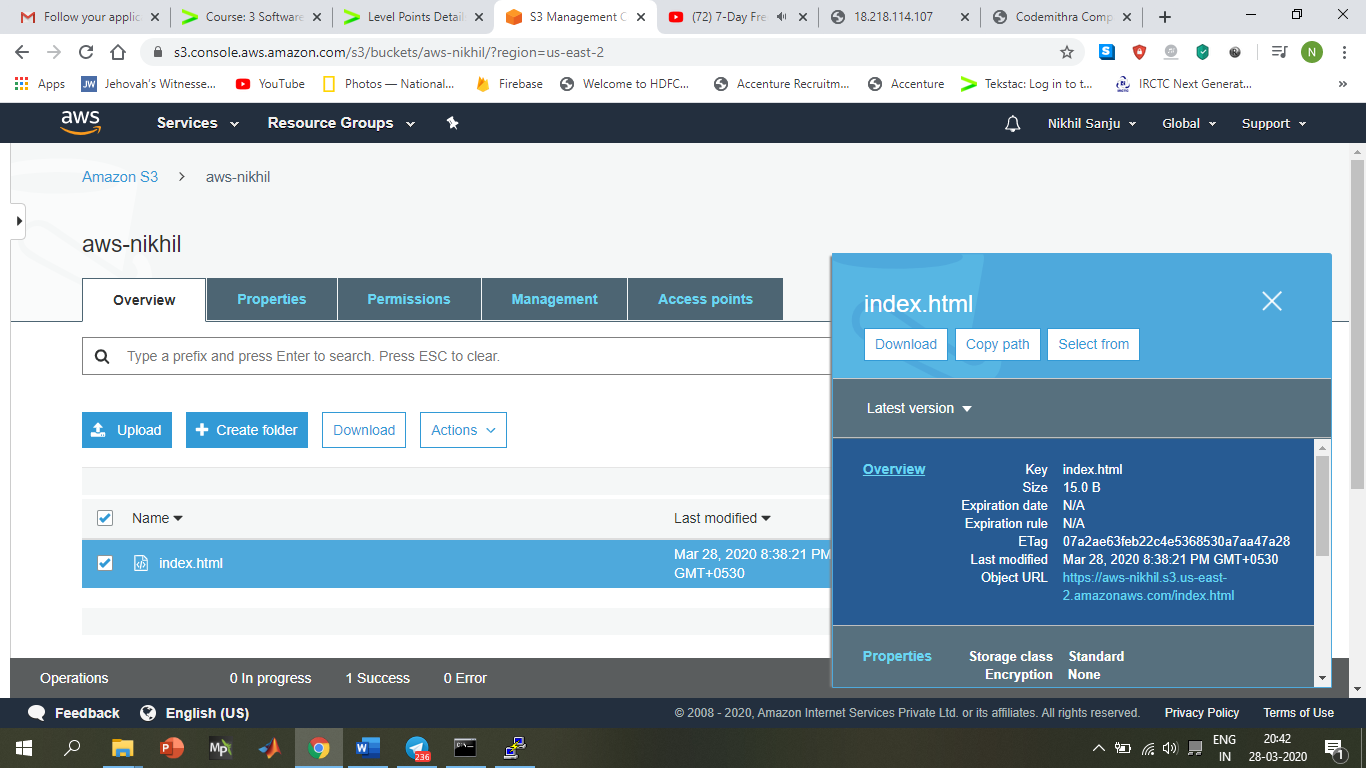 Follow your applic
Course: 3 Software
Level Points Detail
S3 Management C
(72) 7-Day Fre
18.218.114.107
Codemithra Comp
s3.console.aws.amazon.com/s3/buckets/aws-nikhil/?region=us-east-2
N
Apps
JW Jehovah's Witnesse...
YouTube
Photos — National...
Firebase
Welcome to HDFC...
Accenture Recruitm...
Accenture
Tekstac: Log in to t...
IRCTC Next Generat...
aws
Services
Resource Groups
Nikhil Sanju
Global
Support
Amazon S3 > aws-nikhil
aws-nikhil
Overview
Properties
Permissions
Management
Access points
Type a prefix and press Enter to search. Press ESC to clear.
Upload
+ Create folder
Download
Actions
Name
Last modified
index.html
Mar 28, 2020 8:38:21 PM
GMT+0530
index.html
Download
Copy path
Select from
Latest version
Overview
Key index.html
Size 15.0 B
Expiration date N/A
Expiration rule N/A
ETag 07a2ae63feb22c4e5368530a7aa47a28
Last modified Mar 28, 2020 8:38:21 PM GMT+0530
Object URL https://aws-nikhil.s3.us-east-
2.amazonaws.com/index.html
Properties
Storage class Standard
Encryption None
Operations
0 In progress
1 Success
0 Error
Feedback
English (US)
© 2008 - 2020, Amazon Internet Services Private Ltd. or its affiliates. All rights reserved.
Privacy Policy
Terms of Use
Mp
236
ENG
IN
20:42
28-03-2020
1